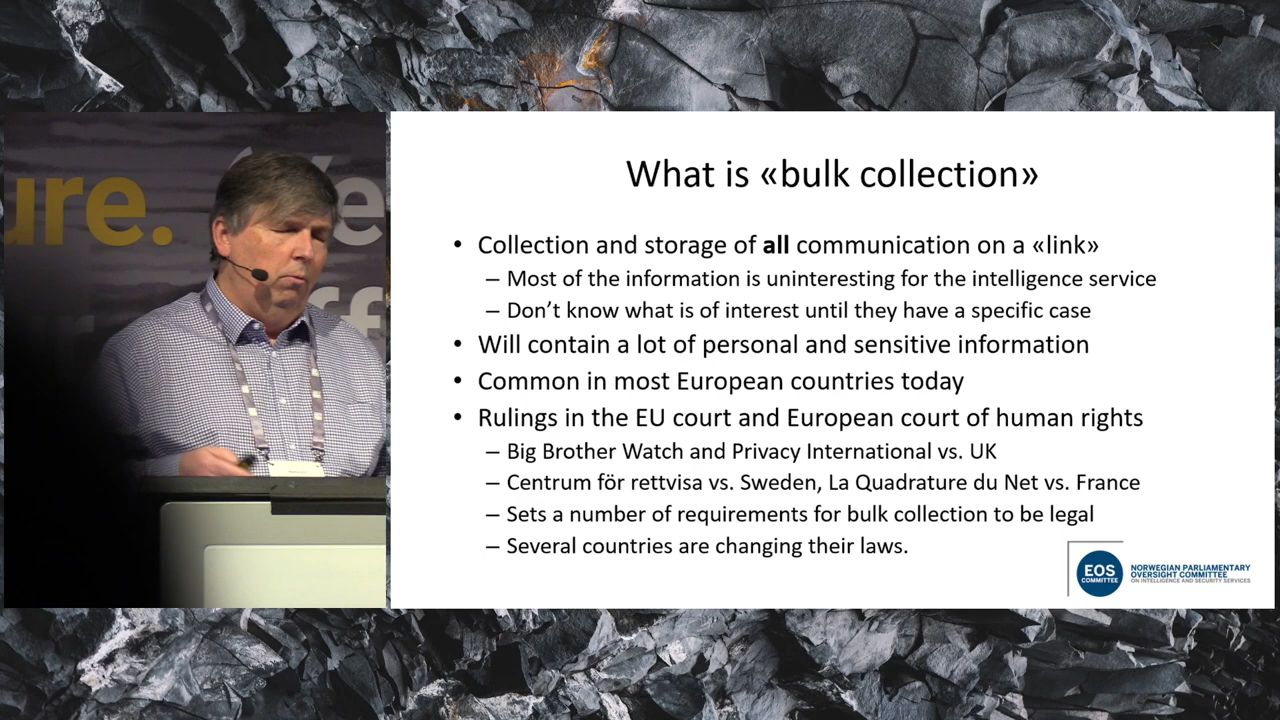 ure.
What is «bulk collection»
• Collection and storage of all communication on a «link»
– Most of the information is uninteresting for the intelligence service
– Don’t know what is of interest until they have a specific case
• Will contain a lot of personal and sensitive information
• Common in most European countries today
• Rulings in the EU court and European court of human rights
– Big Brother Watch and Privacy International vs. UK
– Centrum för rettvisa vs. Sweden, La Quadrature du Net vs. France
– Sets a number of requirements for bulk collection to be legal
– Several countries are changing their laws.
EOS
COMMITTEE
NORWEGIAN PARLIAMENTARY
OVERSIGHT COMMITTEE
ON INTELLIGENCE AND SECURITY SERVICES